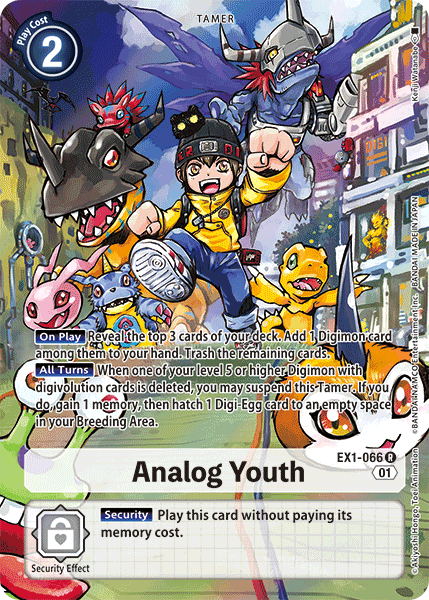 TAMER
Play Cost
2
Kenji Watanabe
[On Play] Reveal the top 3 cards of your deck. Add 1 Digimon card
among them to your hand. Trash the remaining cards.
[All Turns] When one of your level 5 or higher Digimon with
digivolution cards is deleted, you may suspend this Tamer. If you
do, gain 1 memory, then hatch 1 Digi-Egg card to an empty space
in your Breeding Area.
EX1-066 R
01
Analog Youth
Security Play this card without paying its
memory cost.
Security Effect
©Akiyoshi Hongo, Toei Animation ©BANDAI NAMCO Entertainment Inc. BANDAI MADE IN JAPAN